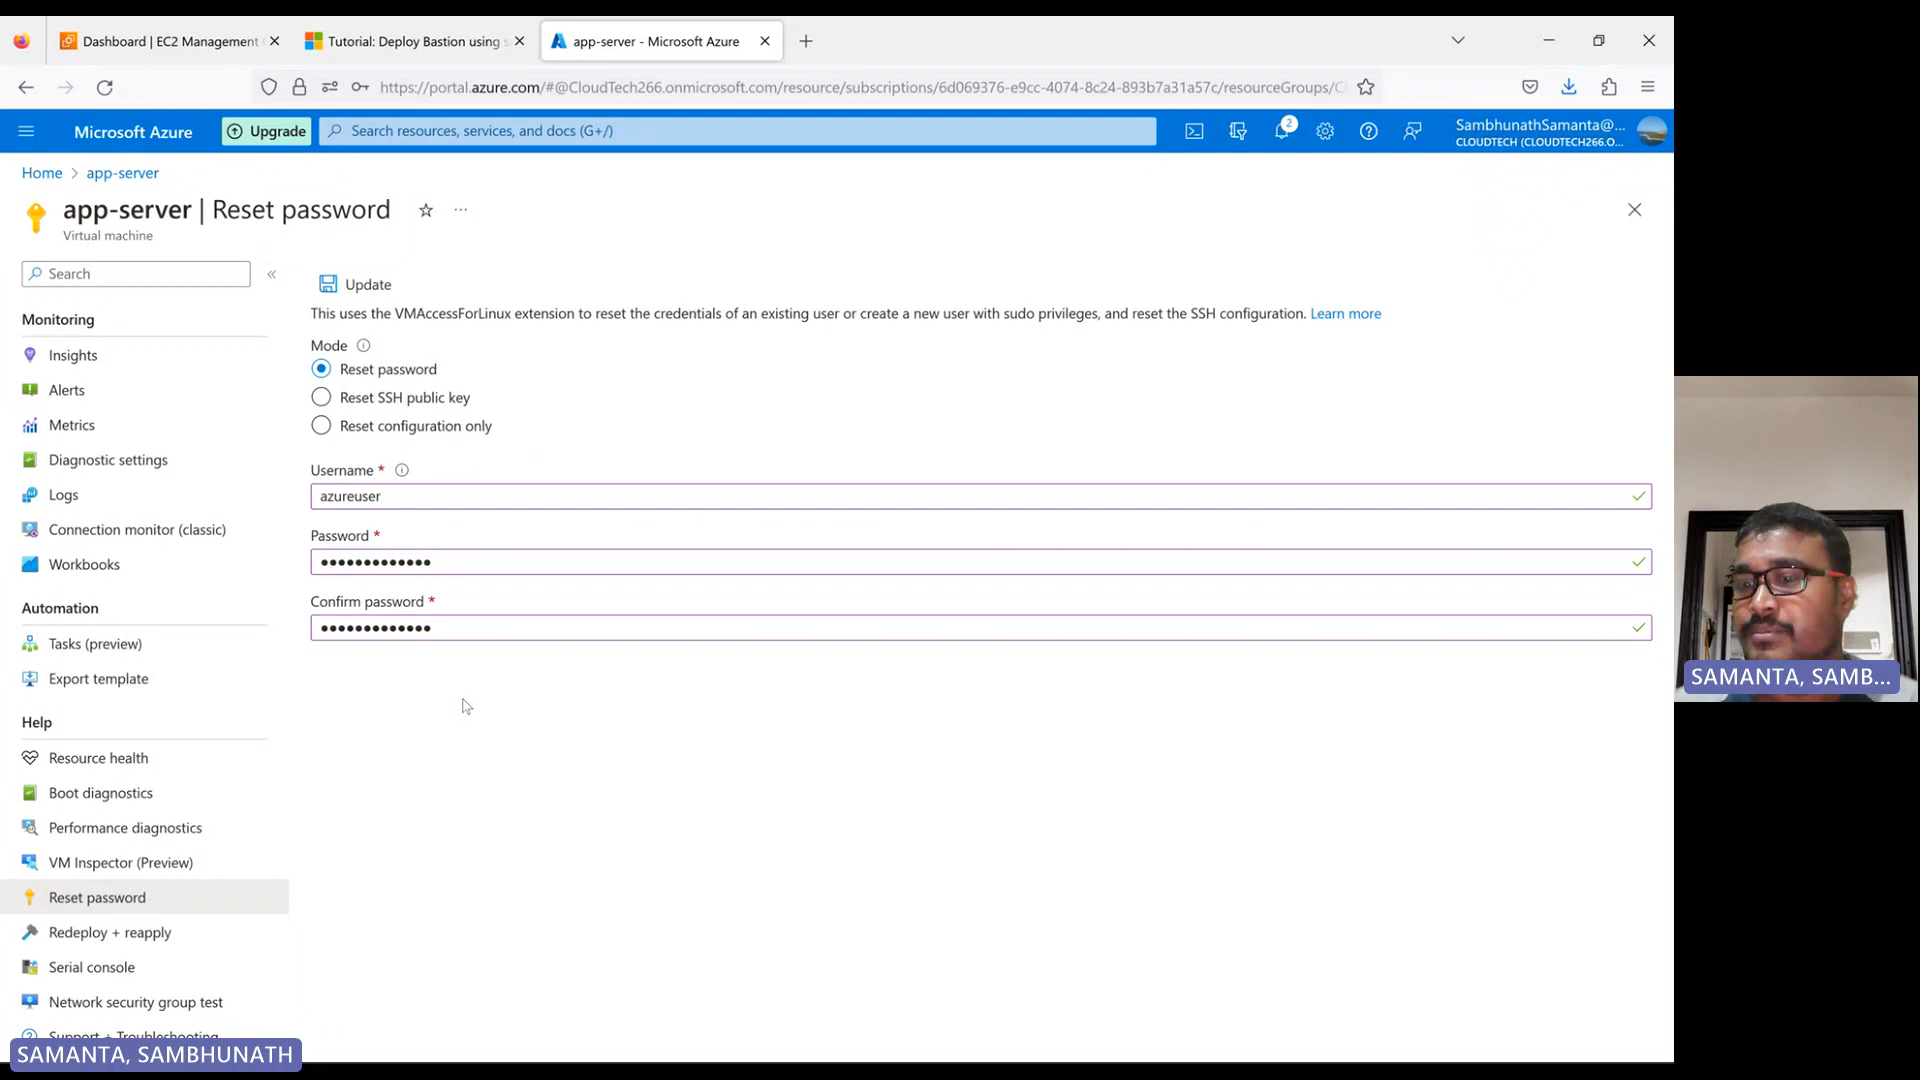 Dashboard | EC2 Management
Tutorial: Deploy Bastion using s
app-server - Microsoft Azure
https://portal.azure.com/#@CloudTech266.onmicrosoft.com/resource/subscriptions/6d069376-e9cc-4074-8c24-893b7a31a57c/resourceGroups/C
Microsoft Azure
Upgrade
Search resources, services, and docs (G+/)
2
SambhunathSamanta@...
CLOUDTECH (CLOUDTECH266.O...
Home > app-server
app-server | Reset password
Virtual machine
Search
Update
This uses the VMAccessForLinux extension to reset the credentials of an existing user or create a new user with sudo privileges, and reset the SSH configuration. Learn more
Mode
Reset password
Reset SSH public key
Reset configuration only
Username *
azureuser
Password *
•••••••••••••
Confirm password *
•••••••••••••
Monitoring
Insights
Alerts
Metrics
Diagnostic settings
Logs
Connection monitor (classic)
Workbooks
Automation
Tasks (preview)
Export template
Help
Resource health
Boot diagnostics
Performance diagnostics
VM Inspector (Preview)
Reset password
Redeploy + reapply
Serial console
Network security group test
Support + Troubleshooting
SAMANTA, SAMBHUNATH
SAMANTA, SAMB...